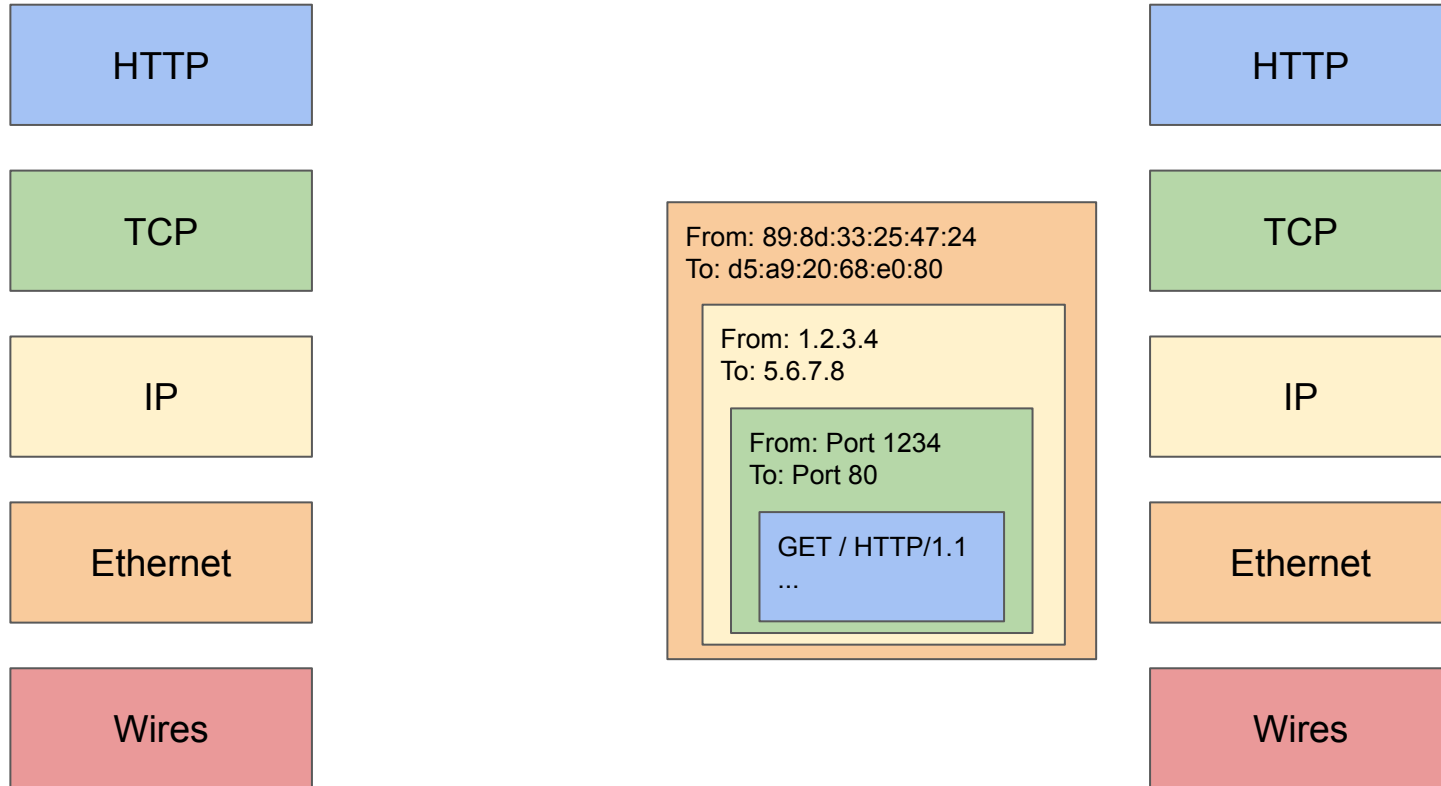 HTTP
TCP
IP
Ethernet
Wires
From: 89:8d:33:25:47:24
To: d5:a9:20:68:e0:80
From: 1.2.3.4
To: 5.6.7.8
From: Port 1234
To: Port 80
GET / HTTP/1.1
...
HTTP
TCP
IP
Ethernet
Wires